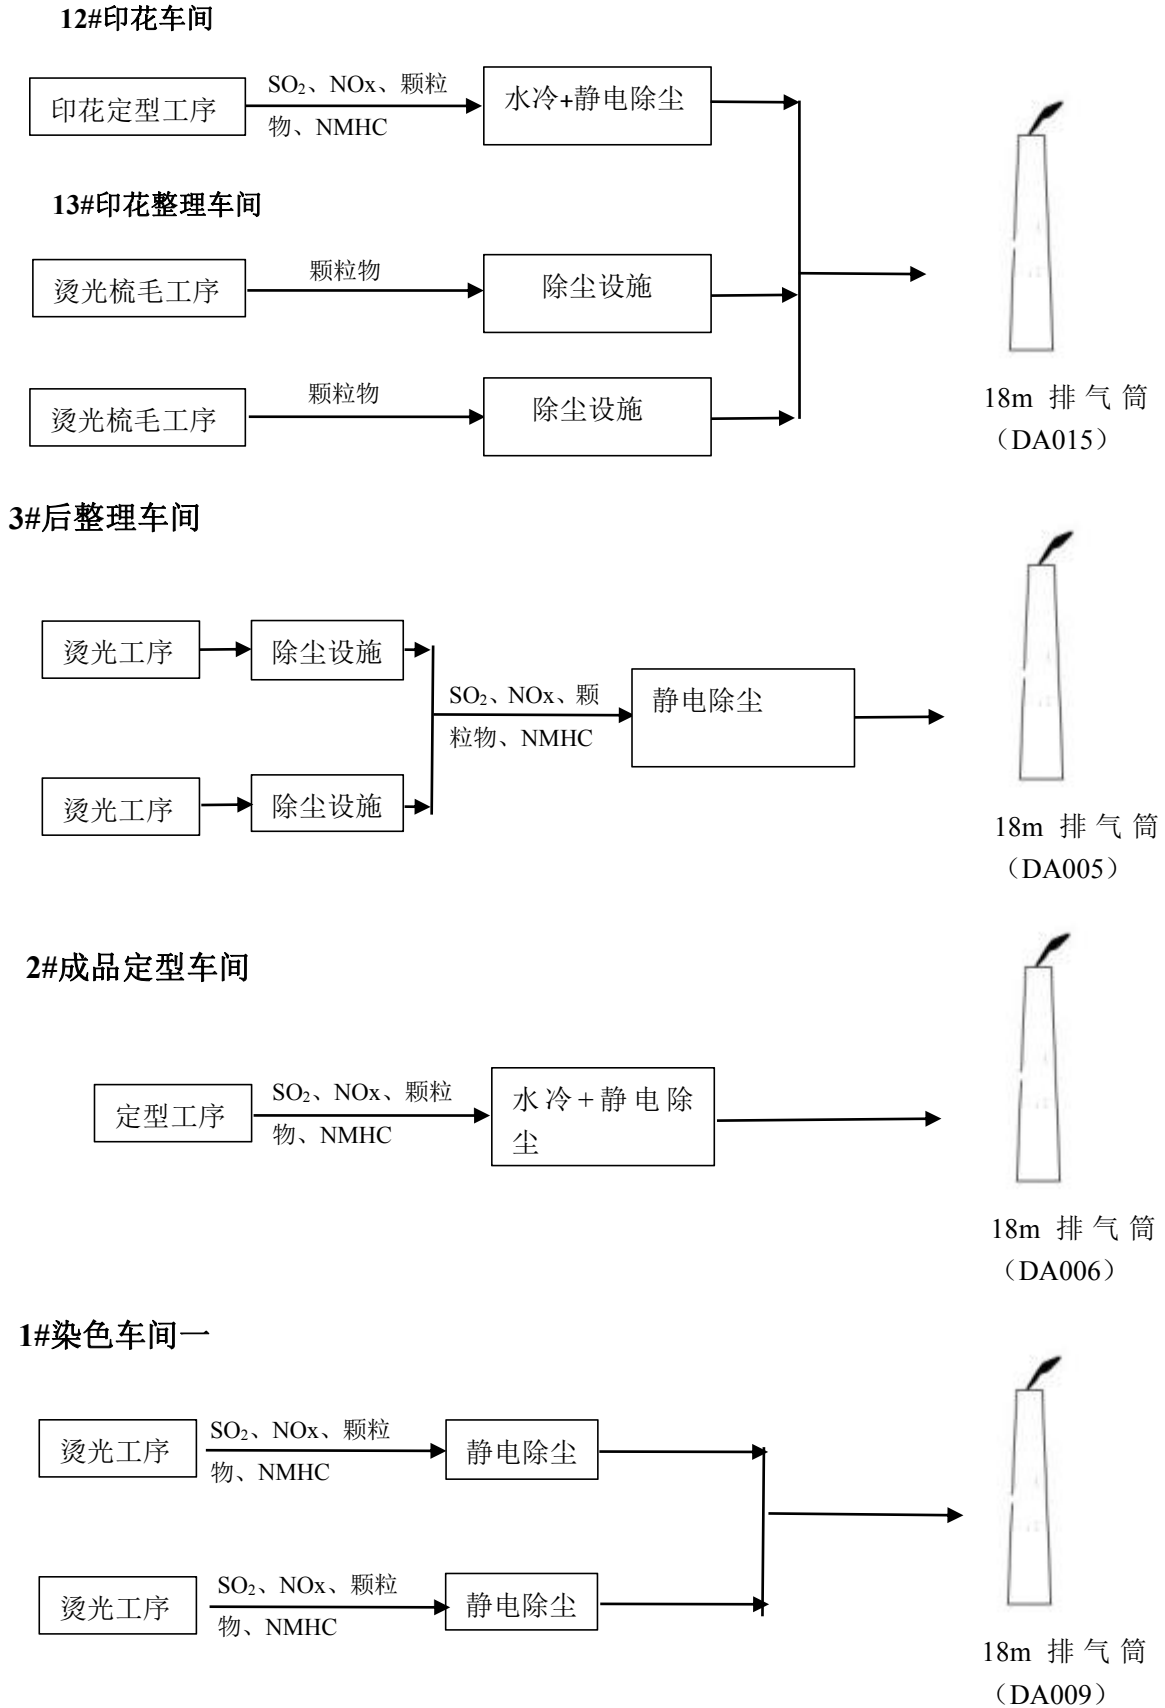 12#印花车间
印花定型工序
SO₂、NOx、颗粒
物、NMHC
水冷+静电除尘
13#印花整理车间
烫光梳毛工序
颗粒物
除尘设施
烫光梳毛工序
颗粒物
除尘设施
18m 排气筒
（DA015）
3#后整理车间
烫光工序
除尘设施
SO₂、NOx、颗
粒物、NMHC
静电除尘
烫光工序
除尘设施
18m 排气筒
（DA005）
2#成品定型车间
定型工序
SO₂、NOx、颗粒
物、NMHC
水冷+静电除
尘
18m 排气筒
（DA006）
1#染色车间一
烫光工序
SO₂、NOx、颗粒
物、NMHC
静电除尘
烫光工序
SO₂、NOx、颗粒
物、NMHC
静电除尘
18m 排气筒
（DA009）